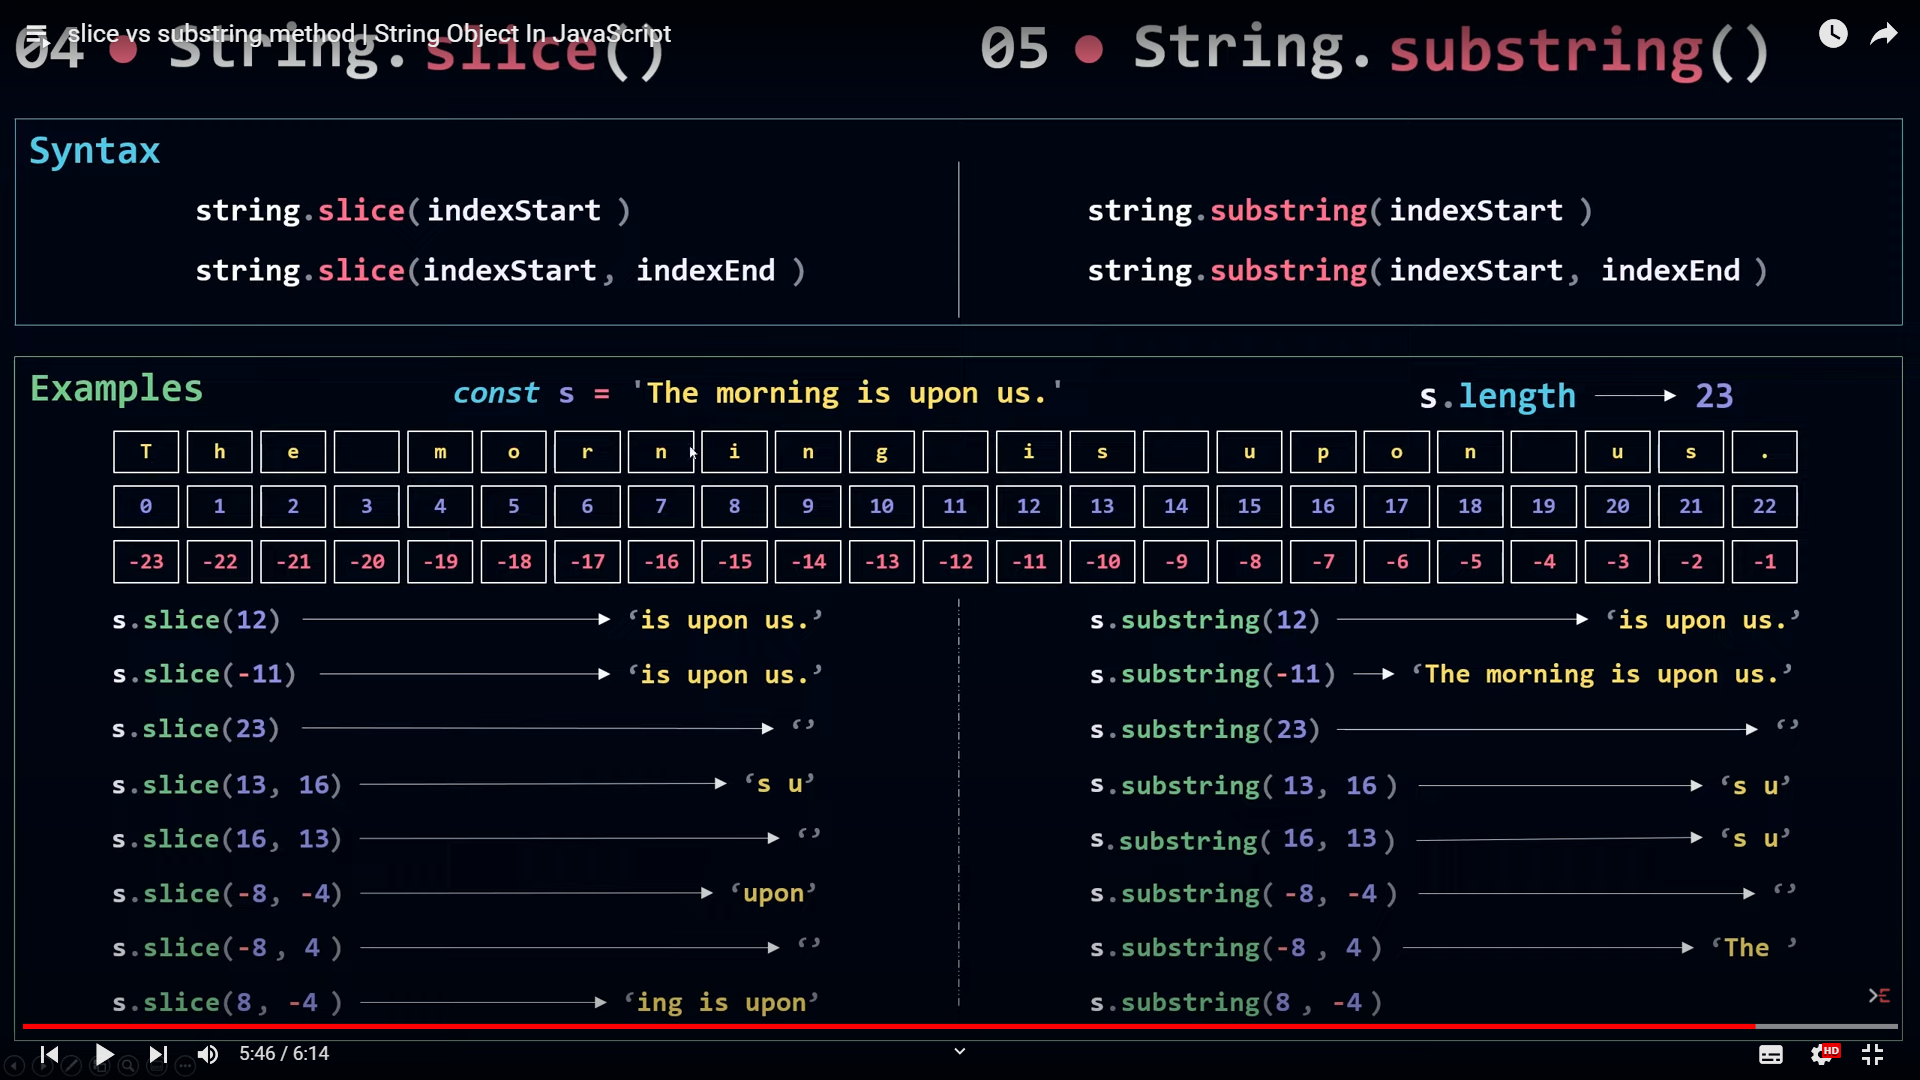 slice vs substring method | String Object In JavaScript
04 ● String.slice()
05 ● String.substring()
Syntax
string.slice(indexStart )
string.slice(indexStart, indexEnd )
string.substring(indexStart )
string.substring(indexStart, indexEnd )
Examples
const s = 'The morning is upon us.'
s.length 23
T h e m o r n i n g i s u p o n u s .
0 1 2 3 4 5 6 7 8 9 10 11 12 13 14 15 16 17 18 19 20 21 22
-23 -22 -21 -20 -19 -18 -17 -16 -15 -14 -13 -12 -11 -10 -9 -8 -7 -6 -5 -4 -3 -2 -1
s.slice(12) ‘is upon us.’
s.slice(-11) ‘is upon us.’
s.slice(23) ‘’
s.slice(13, 16) ‘s u’
s.slice(16, 13) ‘’
s.slice(-8, -4) ‘upon’
s.slice(-8 , 4 ) ‘’
s.slice(8 , -4 ) ‘ing is upon’
s.substring(12) ‘is upon us.’
s.substring(-11) ‘The morning is upon us.’
s.substring(23) ‘’
s.substring( 13, 16 ) ‘s u’
s.substring( 16, 13 ) ‘s u’
s.substring( -8, -4 ) ‘’
s.substring(-8 , 4 ) ‘The ’
s.substring(8 , -4 )
5:46 / 6:14
HD